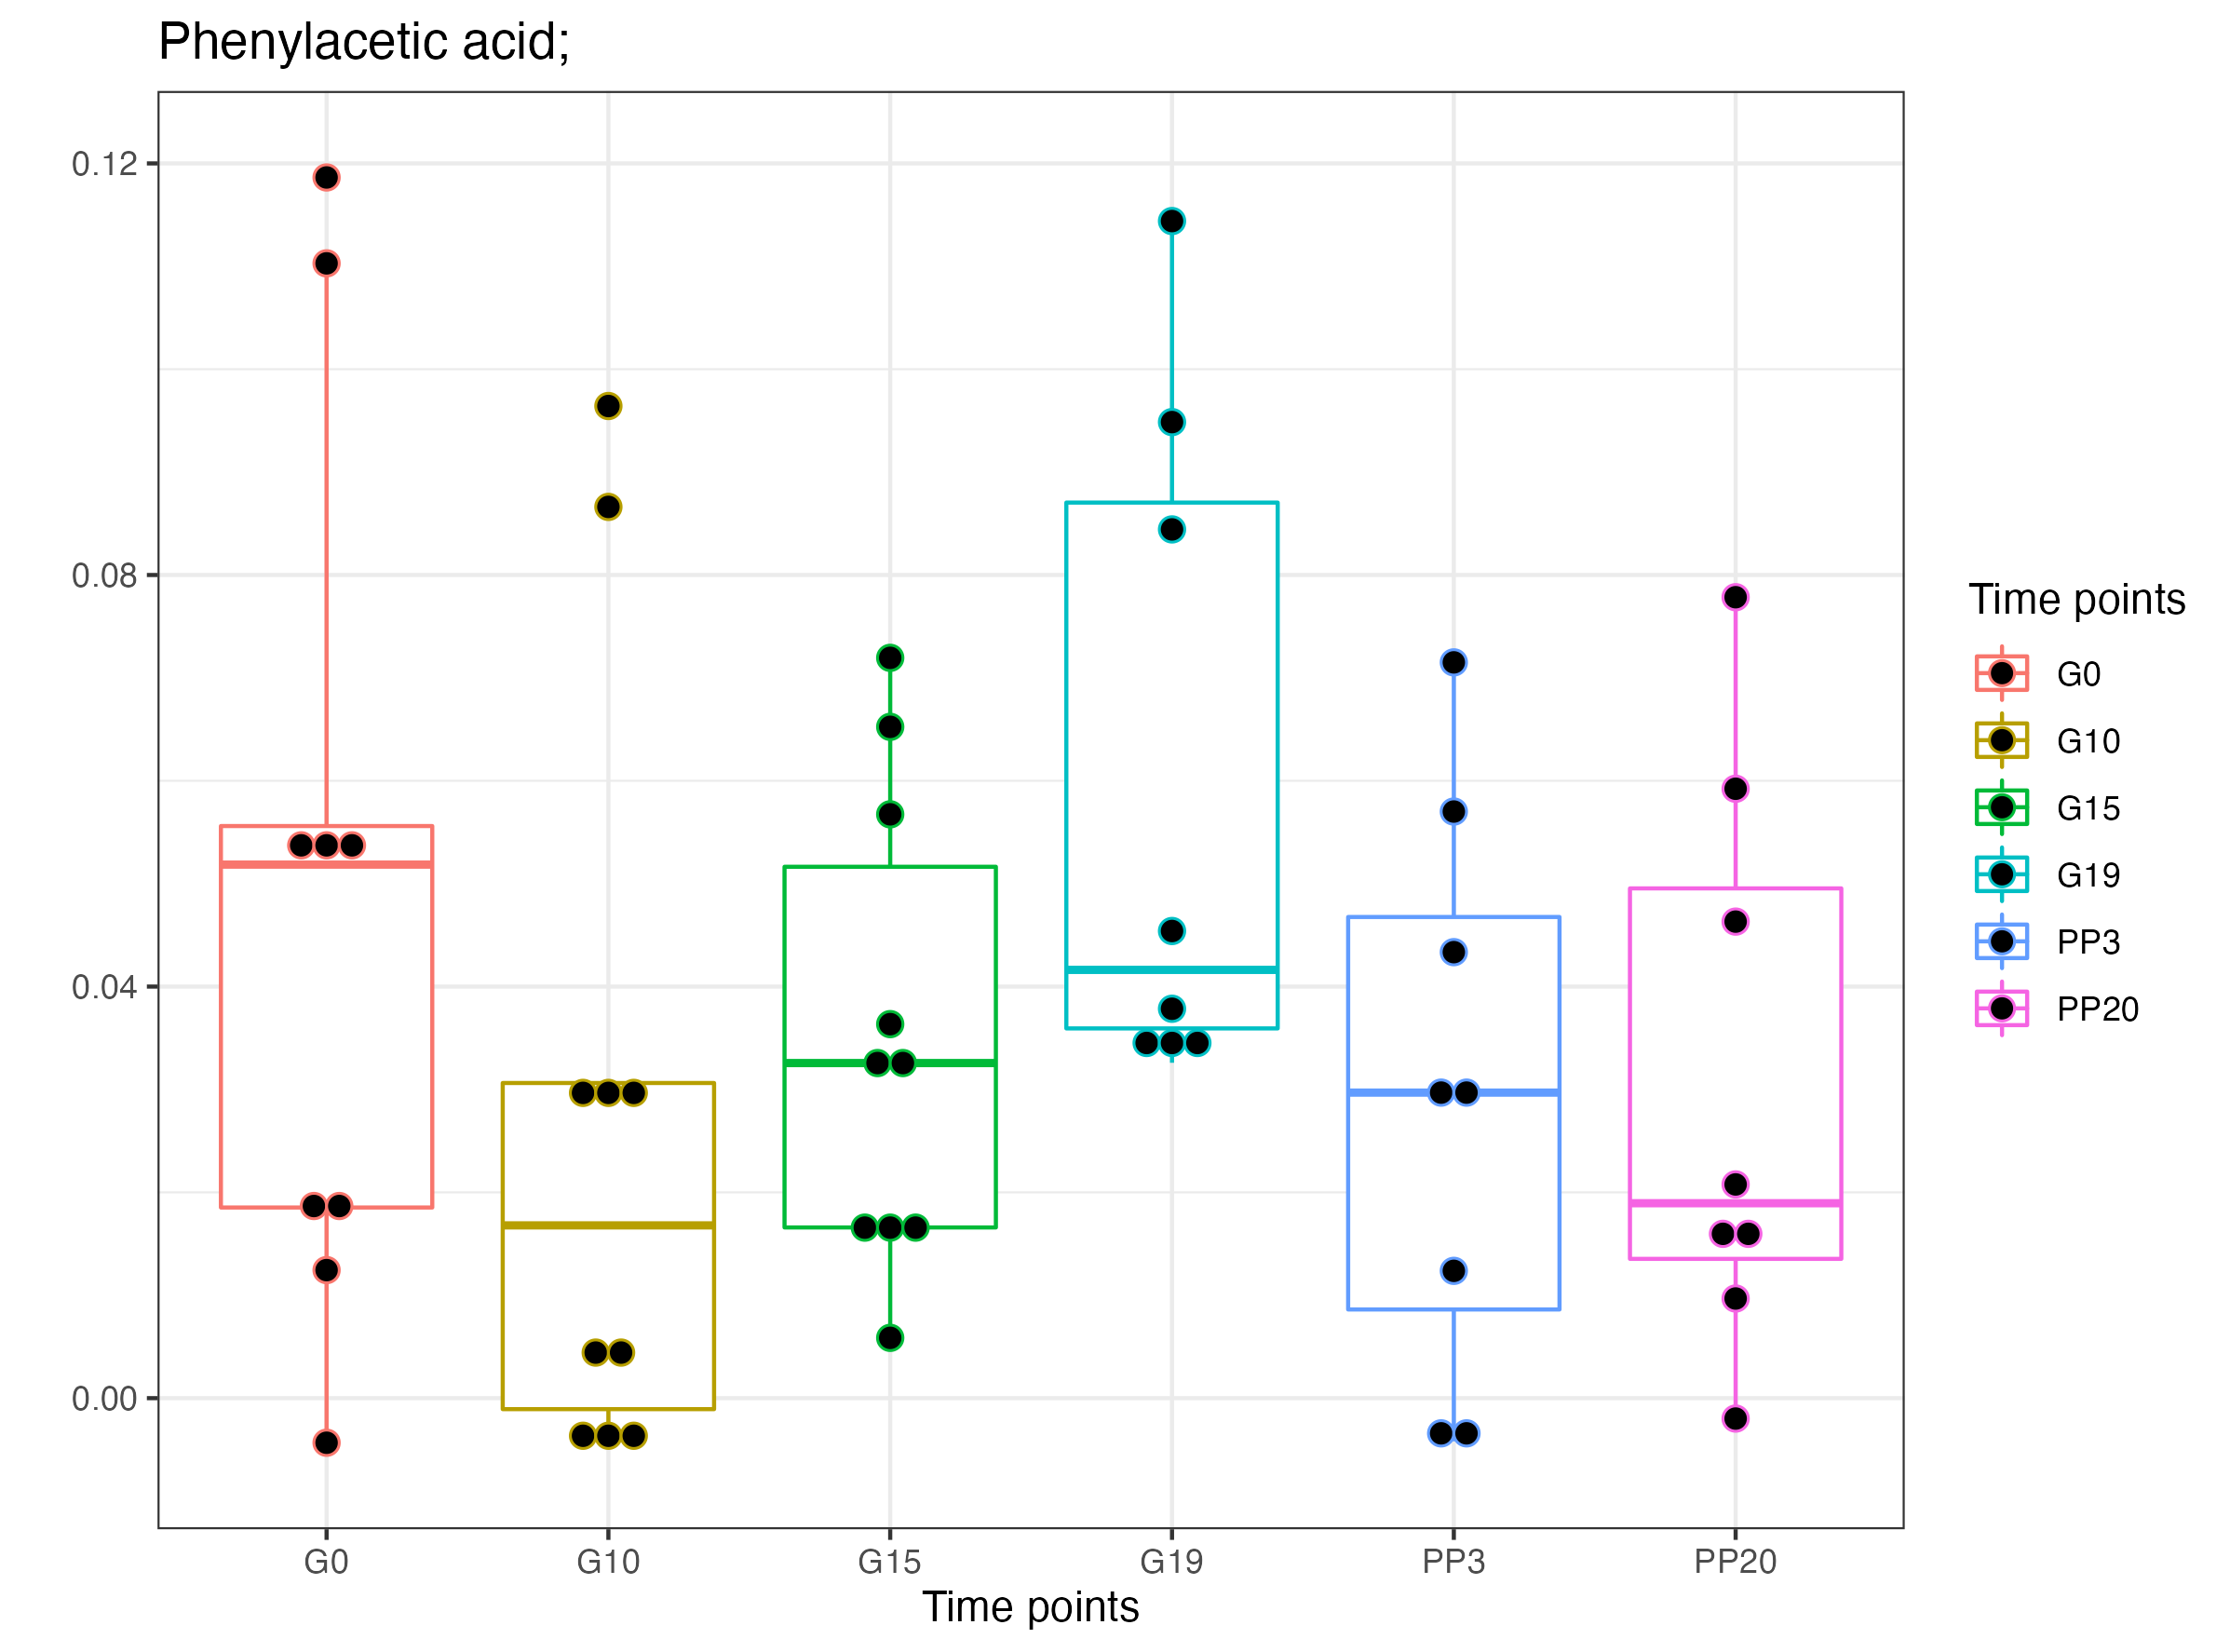 Phenylacetic acid;
0.12
0.08
0.04
0.00
G0
G10
G15
G19
PP3
PP20
Time points
Time points
G0
G10
G15
G19
PP3
PP20